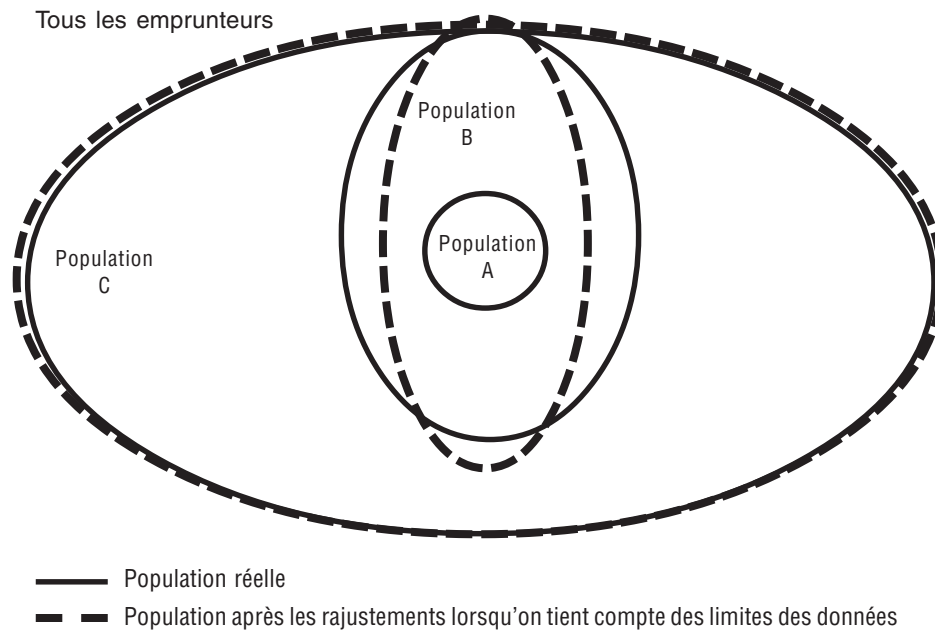 Tous les emprunteurs
Population
B
Population
A
Population
C
Population réelle
Population après les rajustements lorsqu'on tient compte des limites des données